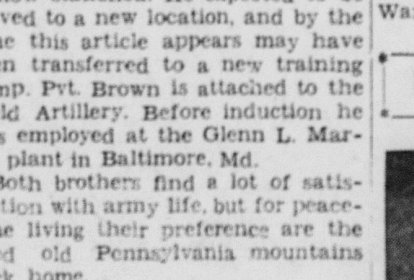 ved to a new location, and by the
e this article appears may have
n transferred to a new training
mp. Pvt. Brown is attached to the
ld Artillery. Before induction he
s employed at the Glenn L. Mar-
plant in Baltimore, Md.
Both brothers find a lot of satis-
tion with army life, but for peace-
e living their preference are the
d old Pennsylvania mountains
k home.
Wa